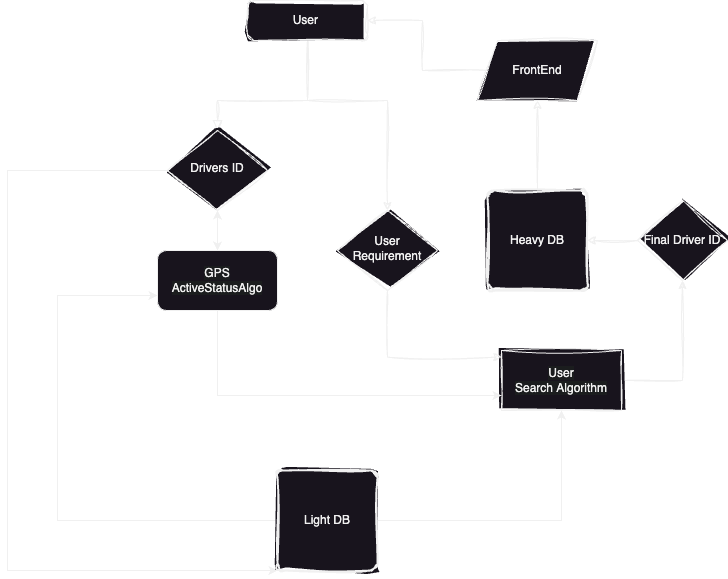 User
FrontEnd
Drivers ID
User
Requirement
Heavy DB
Final Driver ID
GPS
ActiveStatusAlgo
User
Search Algorithm
Light DB